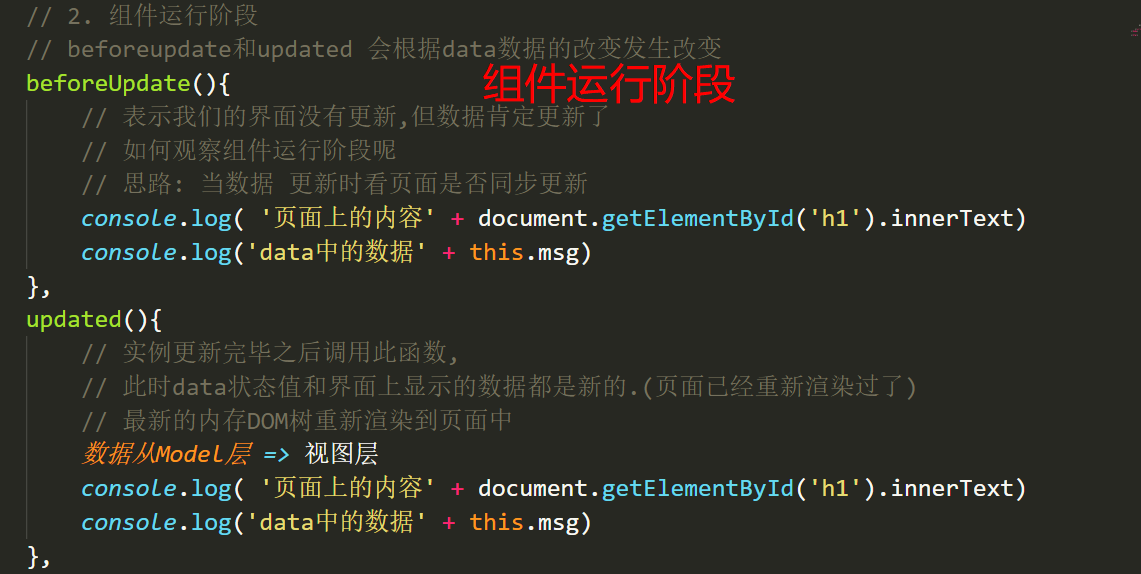 // 2. 组件运行阶段
// beforeupdate和updated 会根据data数据的改变发生改变
beforeUpdate(){
组件运行阶段
// 表示我们的界面没有更新,但数据肯定更新了
// 如何观察组件运行阶段呢
// 思路: 当数据 更新时看页面是否同步更新
console.log( '页面上的内容' + document.getElementById('h1').innerText)
console.log('data中的数据' + this.msg)
},
updated(){
// 实例更新完毕之后调用此函数,
// 此时data状态值和界面上显示的数据都是新的.(页面已经重新渲染过了)
// 最新的内存DOM树重新渲染到页面中
数据从Model层 => 视图层
console.log( '页面上的内容' + document.getElementById('h1').innerText)
console.log('data中的数据' + this.msg)
},